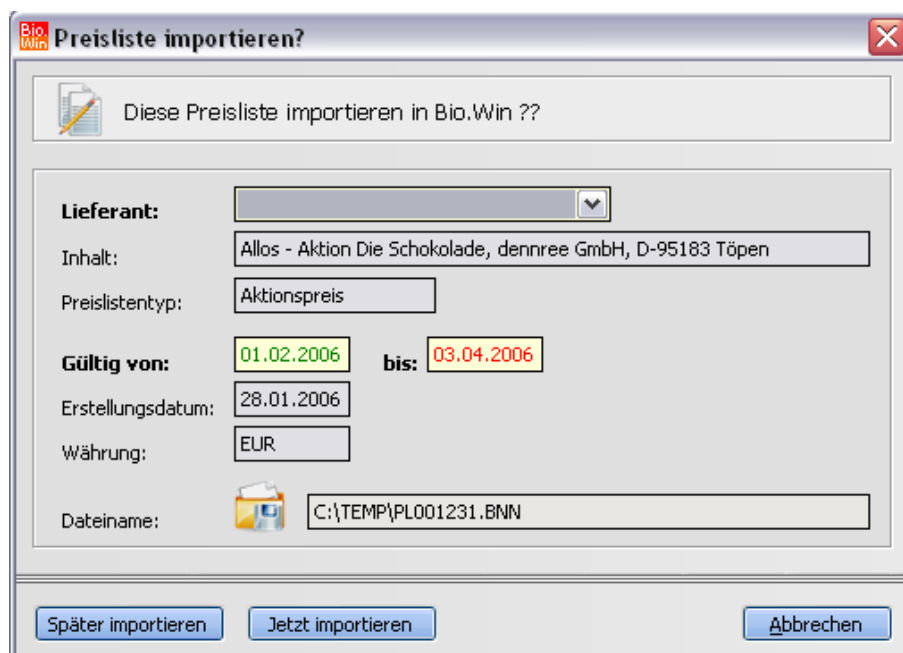 Bio.
Win Preisliste importieren?
Diese Preisliste importieren in Bio.Win ??
Lieferant:
Inhalt: Allos - Aktion Die Schokolade, dennree GmbH, D-95183 Töpen
Preislistentyp: Aktionspreis
Gültig von: 01.02.2006 bis: 03.04.2006
Erstellungsdatum: 28.01.2006
Währung: EUR
Dateiname: C:\TEMP\PL001231.BNN
Später importieren Jetzt importieren Abbrechen